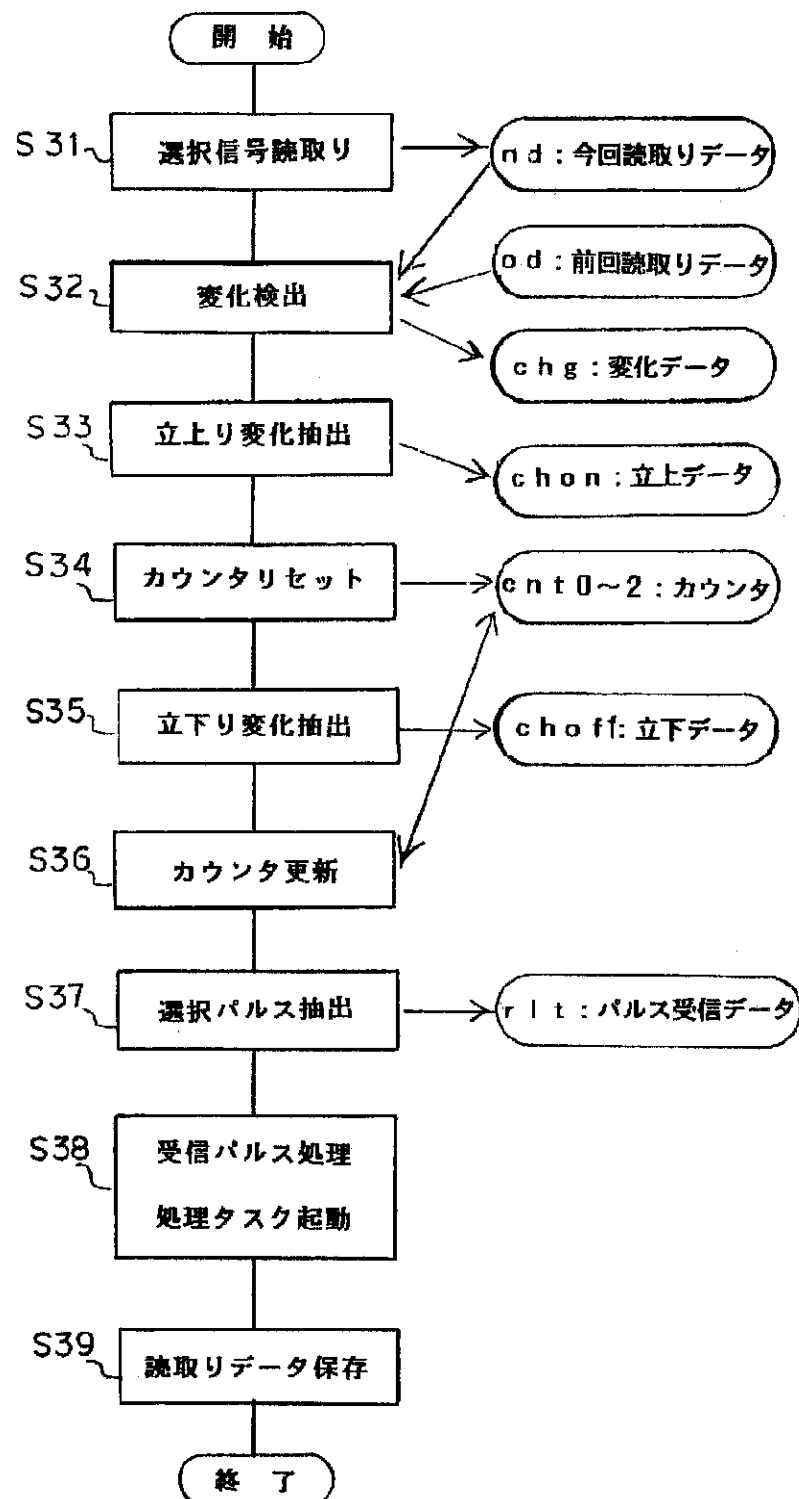 開 始
S31 選択信号読取り
nd:今回読取りデータ
od:前回読取りデータ
S32 変化検出
chg:変化データ
S33 立上り変化抽出
chon:立上データ
S34 カウンタリセット
cnt0~2:カウンタ
S35 立下り変化抽出
choff:立下データ
S36 カウンタ更新
S37 選択パルス抽出
rlt:パルス受信データ
S38 受信パルス処理
処理タスク起動
S39 読取りデータ保存
終 了